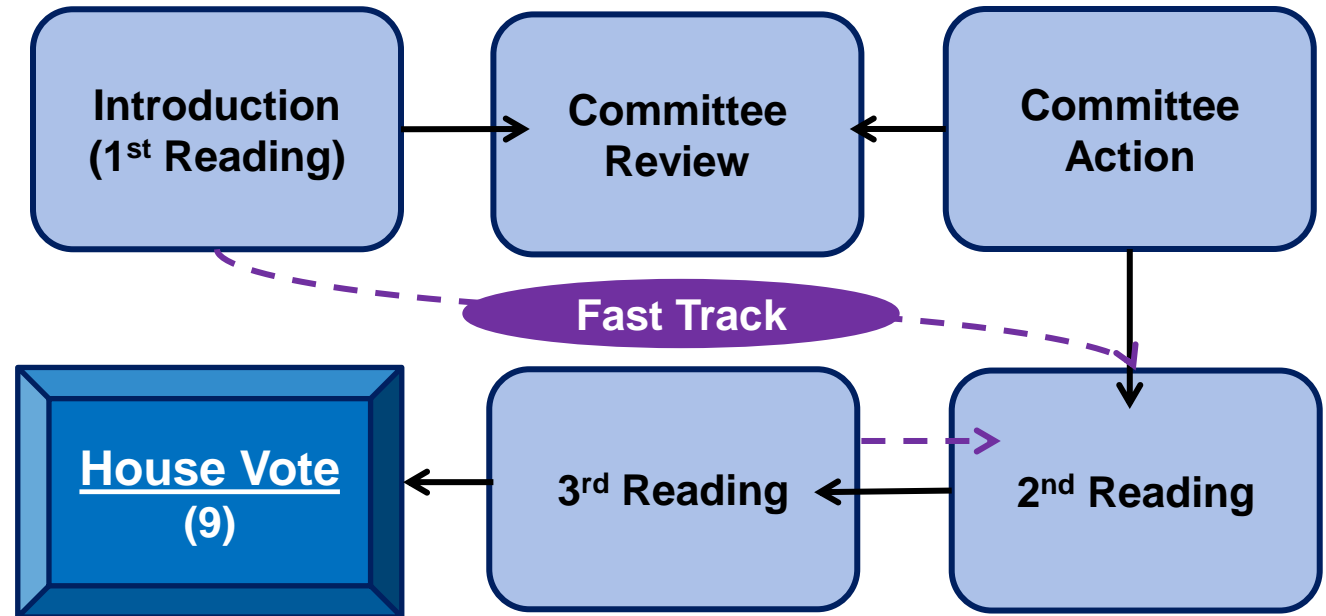 Introduction
(1st Reading)
Committee
Review
Committee
Action
Fast Track
House Vote
(9)
3rd Reading
2nd Reading